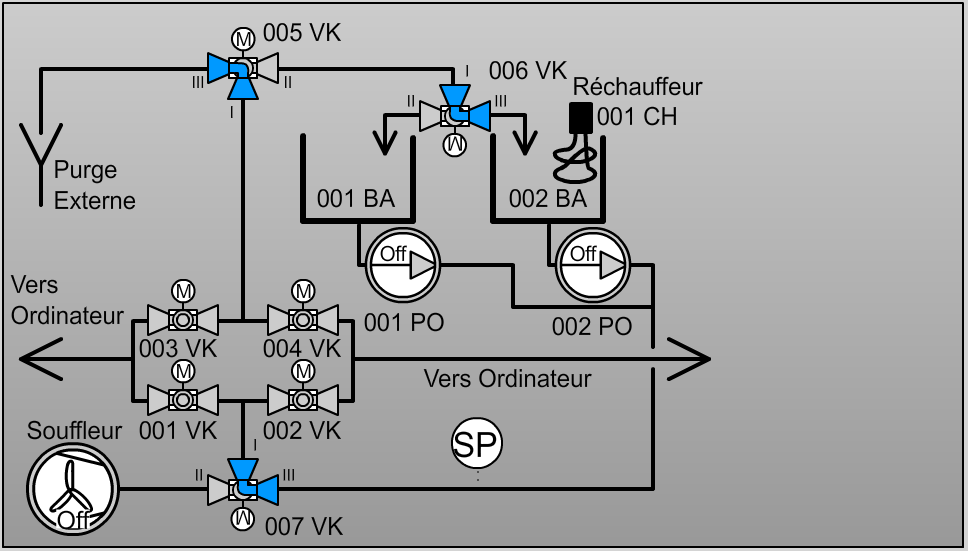 M
005 VK
III
II
I
I
006 VK
II
III
M
Réchauffeur
001 CH
Purge
Externe
001 BA
002 BA
Off
Off
001 PO
002 PO
Vers
Ordinateur
M
M
003 VK
004 VK
M
M
Vers Ordinateur
001 VK
002 VK
Souffleur
I
SP
:
II
III
Off
M
007 VK